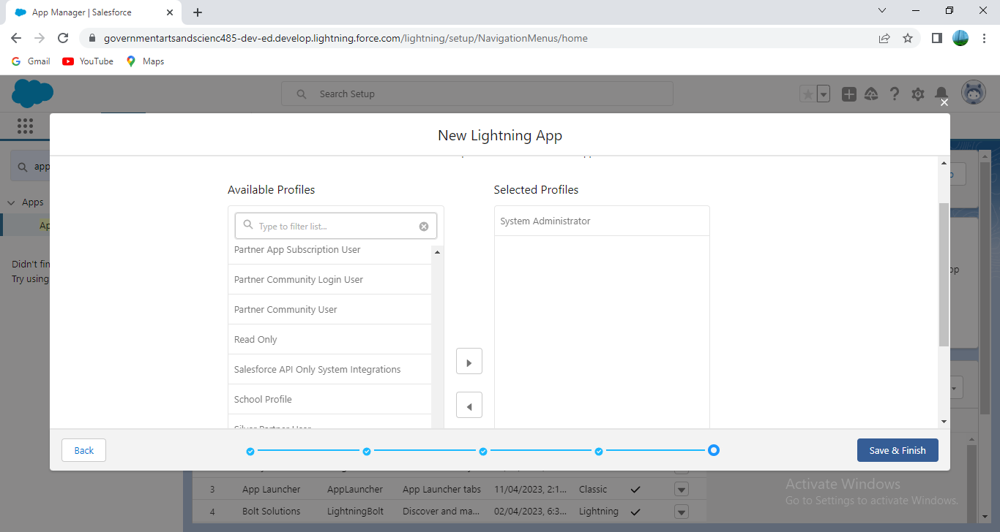 App Manager | Salesforce
governmentartsandscienc485-dev-ed.develop.lightning.force.com/lightning/setup/NavigationMenus/home
Gmail YouTube Maps
Search Setup
New Lightning App
app
Apps
Ap
Didn't fin
Try using
Available Profiles
Selected Profiles
Type to filter list...
System Administrator
Partner App Subscription User
Partner Community Login User
Partner Community User
Read Only
Salesforce API Only System Integrations
School Profile
Silver Partner User
op
Back
Save & Finish
3 App Launcher AppLauncher App Launcher tabs 11/04/2023, 2:1... Classic
4 Bolt Solutions LightningBolt Discover and ma... 02/04/2023, 6:3... Lightning
Activate Windows
Go to Settings to activate Windows.